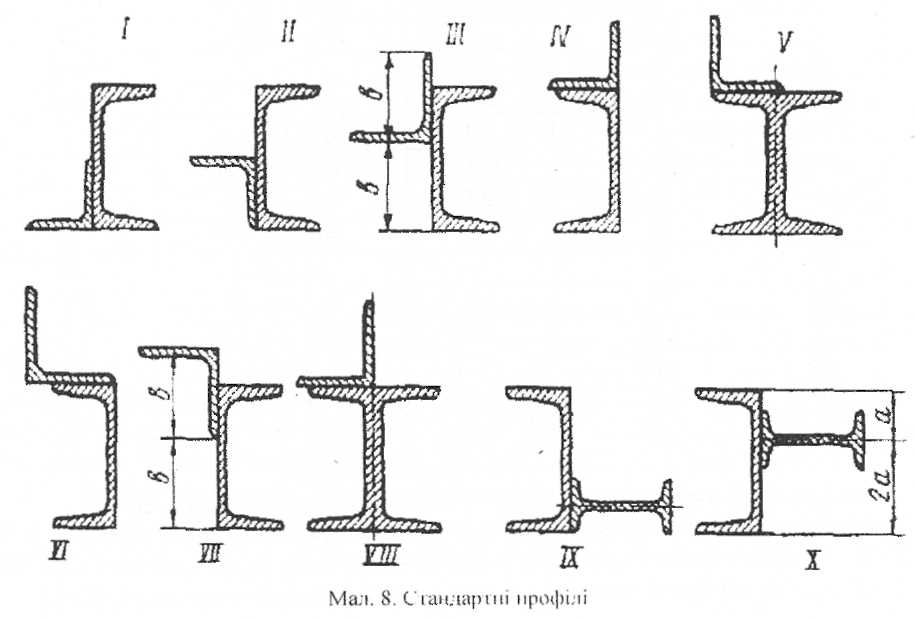 I II III IV V
в
в
в
в
a
2a
VI VII VIII IX X
Мал. 8. Стандартні профілі